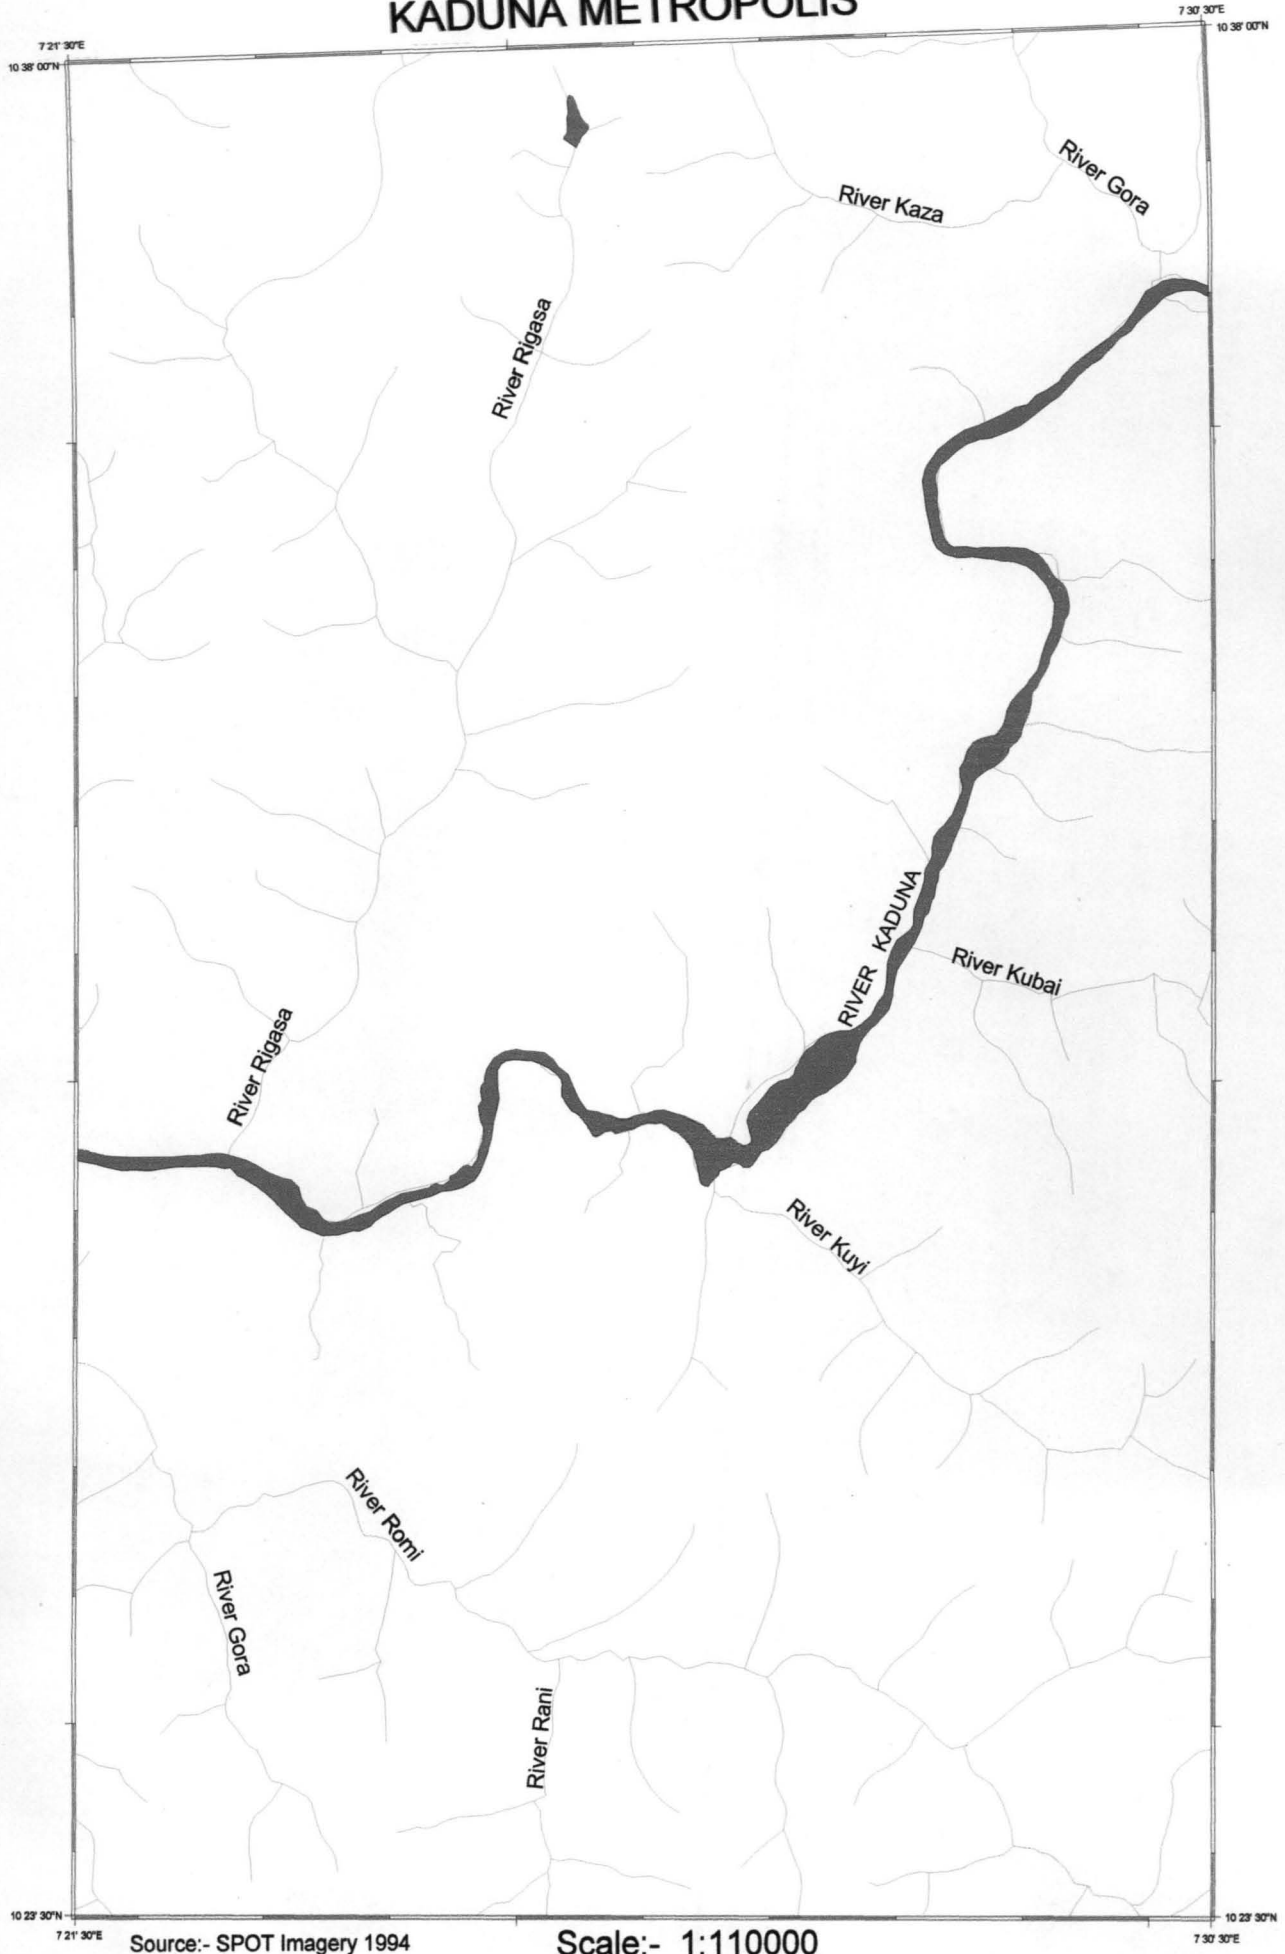 KADUNA METROPOLIS
7 21' 30"E
7 30' 30"E
10 38' 00"N
10 38' 00"N
River Gora
River Kaza
River Rigasa
RIVER KADUNA
River Kubai
River Rigasa
River Kuyi
River Romi
River Gora
River Rani
10 23' 30"N
10 23' 30"N
7 21' 30"E
7 30' 30"E
Source:- SPOT Imagery 1994
Scale:- 1:110000